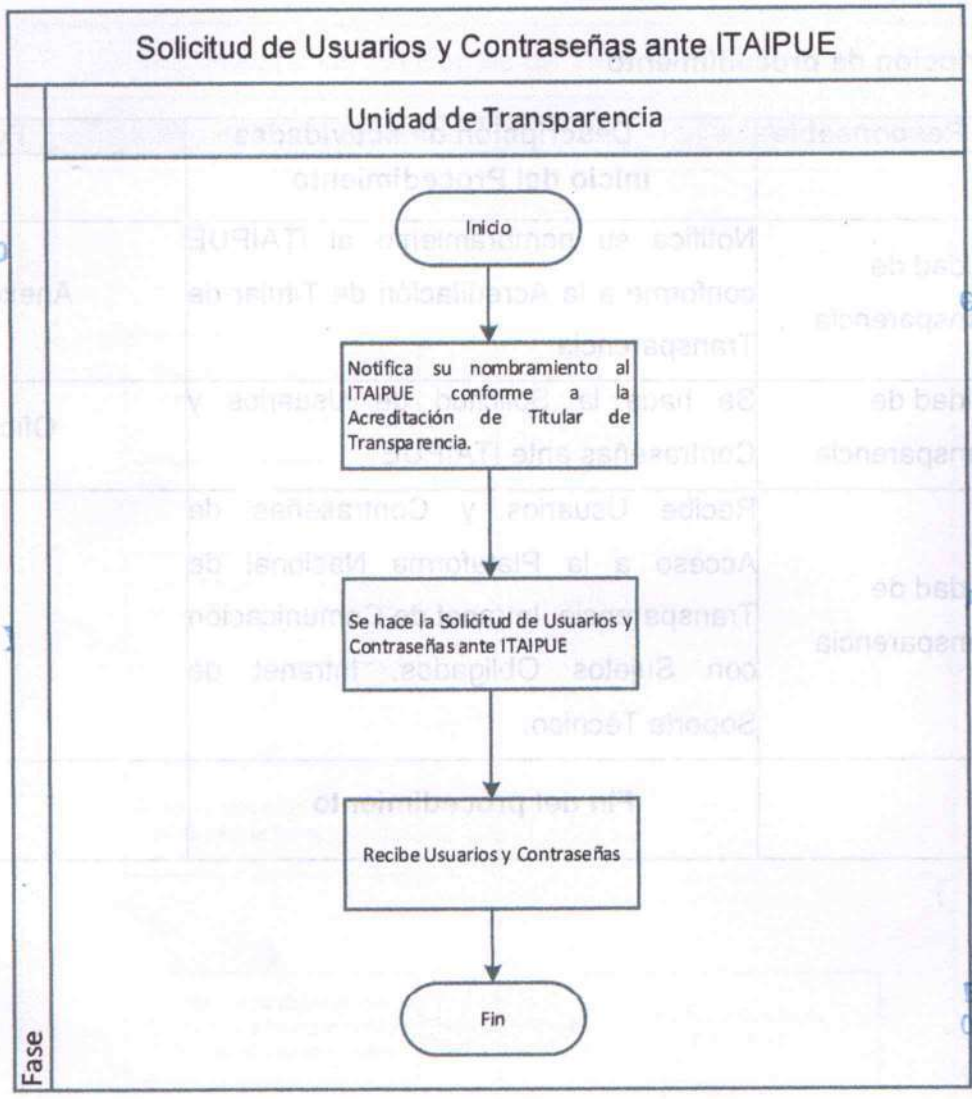 Solicitud de Usuarios y Contraseñas ante ITAIPUE
Unidad de Transparencia
Inicio
Notifica su nombramiento al
ITAIPUE conforme a la
Acreditación de Titular de
Transparencia.
Se hace la Solicitud de Usuarios y
Contraseñas ante ITAIPUE
Recibe Usuarios y Contraseñas
Fin
Fase